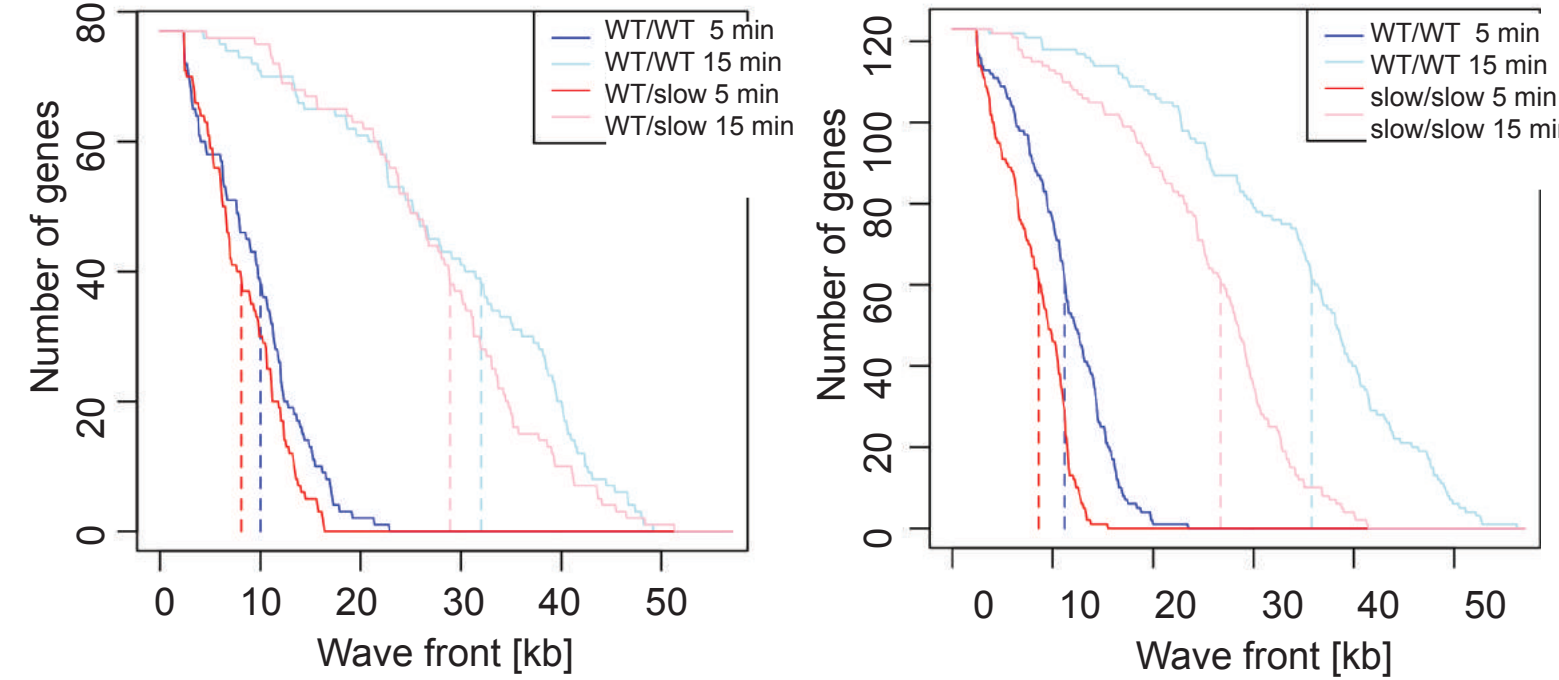 Number of genes
80
60
40
20
0
WT/WT 5 min
WT/WT 15 min
WT/slow 5 min
WT/slow 15 min
0 10 20 30 40 50
Wave front [kb]
Number of genes
120
100
80
60
40
20
0
WT/WT 5 min
WT/WT 15 min
slow/slow 5 min
slow/slow 15 mi
0 10 20 30 40 50
Wave front [kb]